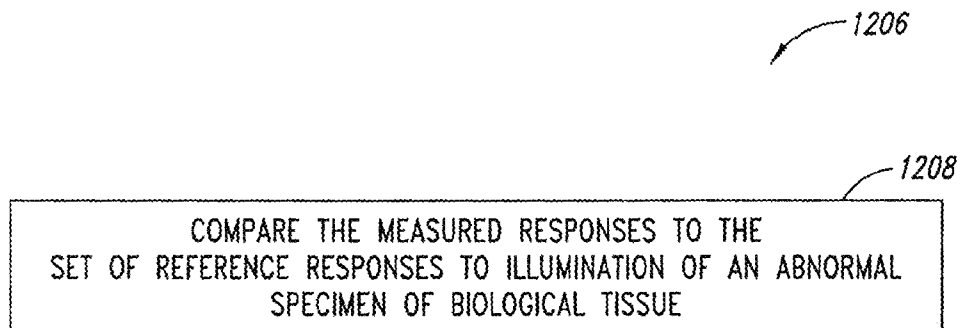 1206
1208
COMPARE THE MEASURED RESPONSES TO THE
SET OF REFERENCE RESPONSES TO ILLUMINATION OF AN ABNORMAL
SPECIMEN OF BIOLOGICAL TISSUE